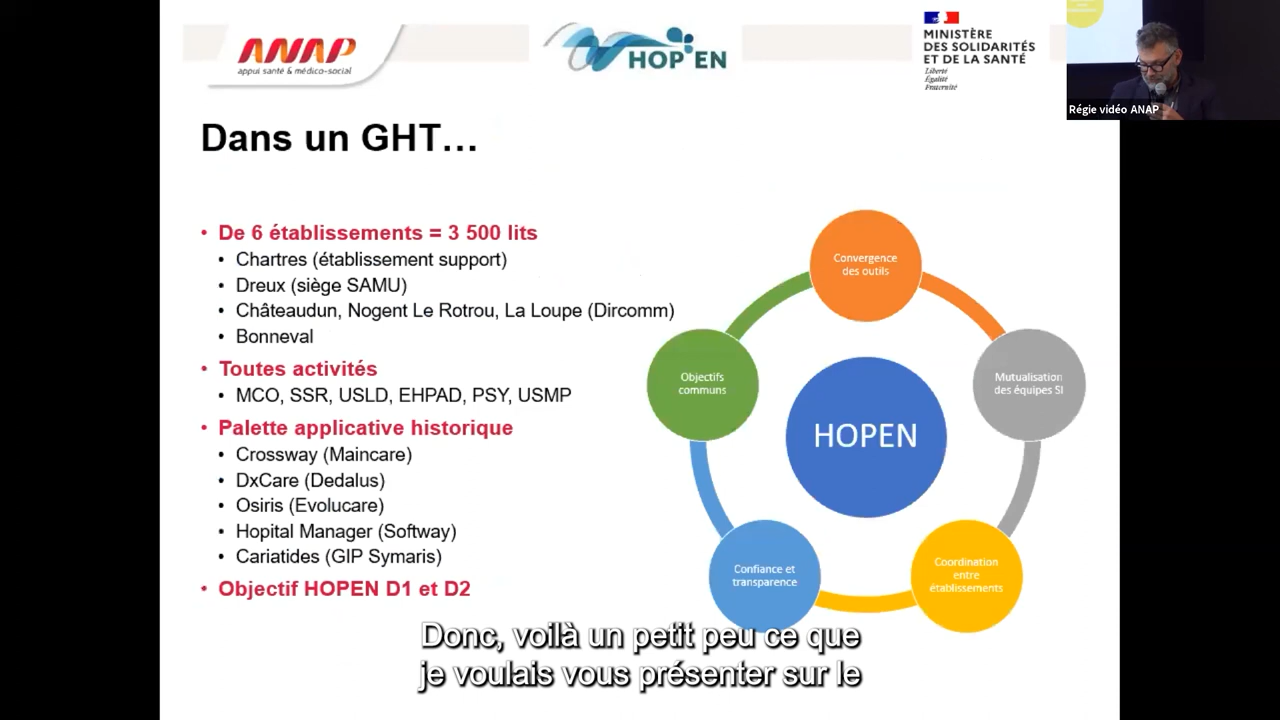 ANAP
appui santé & médico-social
HOP'EN
MINISTÈRE
DES SOLIDARITÉS
ET DE LA SANTÉ
Liberté
Égalité
Fraternité
Régie vidéo ANAP
Dans un GHT...
• De 6 établissements = 3 500 lits
• Chartres (établissement support)
• Dreux (siège SAMU)
• Châteaudun, Nogent Le Rotrou, La Loupe (Dircomm)
• Bonneval
• Toutes activités
• MCO, SSR, USLD, EHPAD, PSY, USMP
• Palette applicative historique
• Crossway (Maincare)
• DxCare (Dedalus)
• Osiris (Evolucare)
• Hopital Manager (Softway)
• Cariatides (GIP Symaris)
• Objectif HOPEN D1 et D2
Convergence
des outils
Objectifs
communs
Mutualisation
des équipes SI
HOPEN
Confiance et
transparence
Coordination
entre
établissements
Donc, voilà un petit peu ce que
je voulais vous présenter sur le